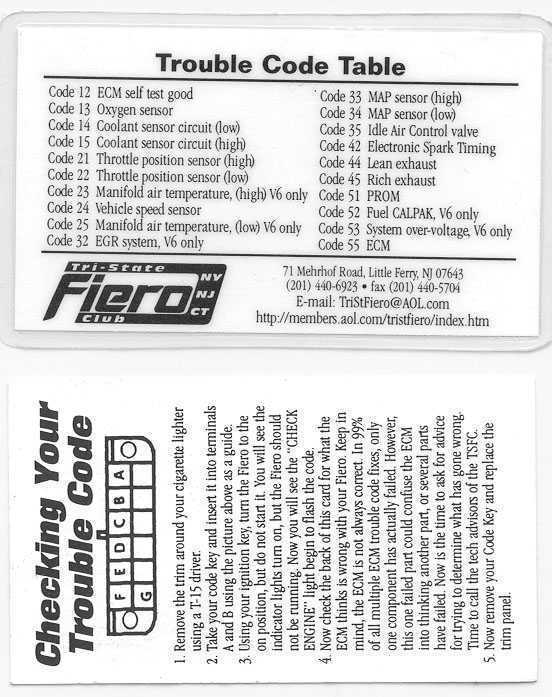 Trouble Code Table
Code 12 ECM self test good
Code 13 Oxygen sensor
Code 14 Coolant sensor circuit (low)
Code 15 Coolant sensor circuit (high)
Code 21 Throttle position sensor (high)
Code 22 Throttle position sensor (low)
Code 23 Manifold air temperature, (high) V6 only
Code 24 Vehicle speed sensor
Code 25 Manifold air temperature, (low) V6 only
Code 32 EGR system, V6 only
Code 33 MAP sensor (high)
Code 34 MAP sensor (low)
Code 35 Idle Air Control valve
Code 42 Electronic Spark Timing
Code 44 Lean exhaust
Code 45 Rich exhaust
Code 51 PROM
Code 52 Fuel CALPAK, V6 only
Code 53 System over-voltage, V6 only
Code 55 ECM
Tri-State
Fiero
Club
NY
NJ
CT
71 Mehrhof Road, Little Ferry, NJ 07643
(201) 440-6923 • fax (201) 440-5704
E-mail: TriStFiero@AOL.com
http://members.aol.com/tristfiero/index.htm
Checking Your
Trouble Code
F E D C B A
G
1. Remove the trim around your cigarette lighter
using a T-15 driver.
2. Take your code key and insert it into terminals
A and B using the picture above as a guide.
3. Using your ignition key, turn the Fiero to the
on position, but do not start it. You will see the
indicator lights turn on, but the Fiero should
not be running. Now you will see the "CHECK
ENGINE" light begin to flash the code.
4. Now check the back of this card for what the
ECM thinks is wrong with your Fiero. Keep in
mind, the ECM is not always correct. In 99%
of all multiple ECM trouble code fixes, only
one component has actually failed. However,
this one failed part could confuse the ECM
into thinking another part, or several parts
have failed. Now is the time to ask for advice
for trying to determine what has gone wrong.
Time to call the tech advisors of the TSFC.
5. Now remove your Code Key and replace the
trim panel.